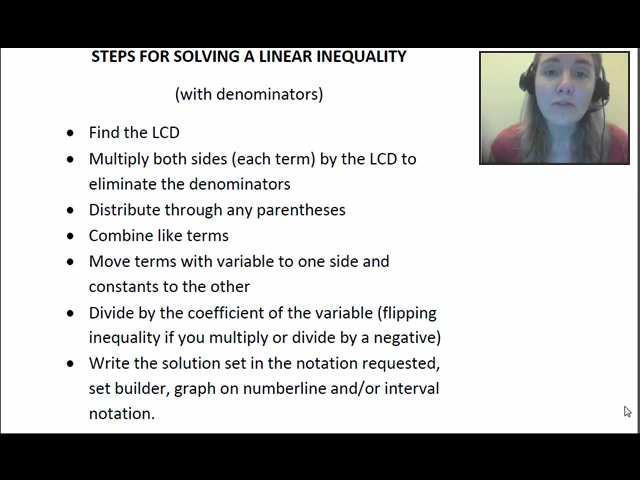 STEPS FOR SOLVING A LINEAR INEQUALITY
(with denominators)
• Find the LCD
• Multiply both sides (each term) by the LCD to
eliminate the denominators
• Distribute through any parentheses
• Combine like terms
• Move terms with variable to one side and
constants to the other
• Divide by the coefficient of the variable (flipping
inequality if you multiply or divide by a negative)
• Write the solution set in the notation requested,
set builder, graph on numberline and/or interval
notation.